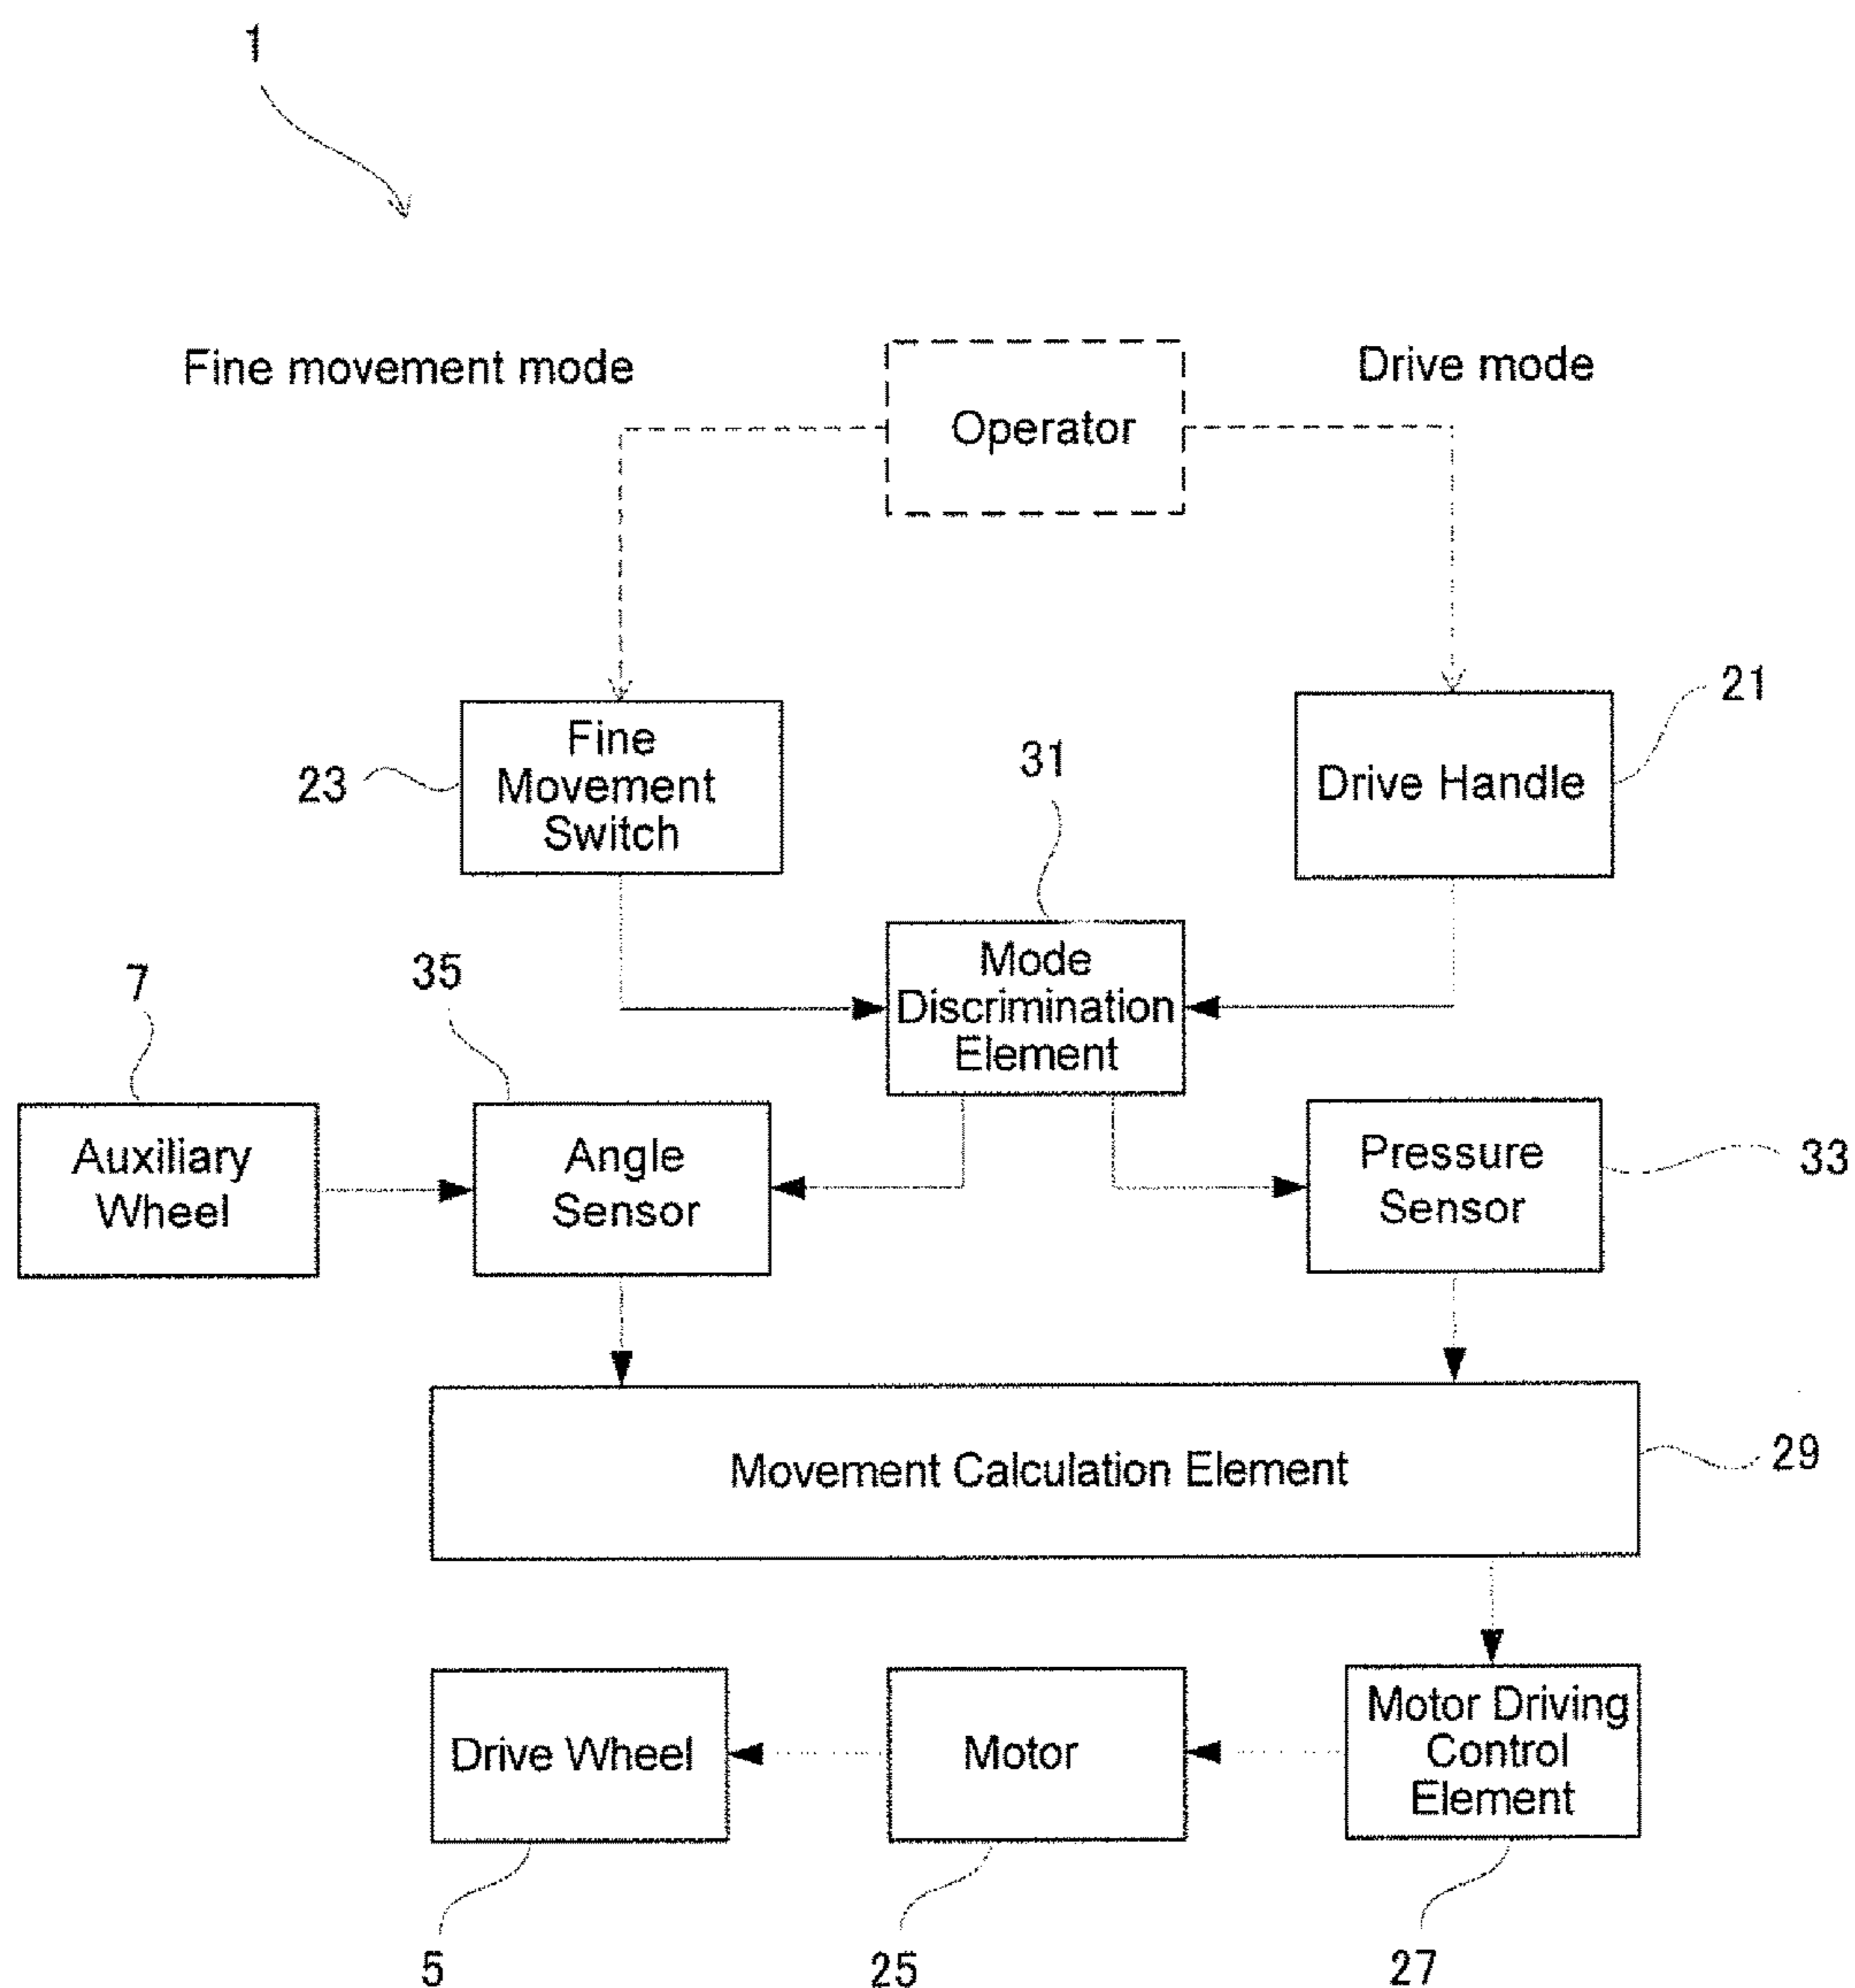 1
Fine movement mode
Operator
Drive mode
21
Fine
Movement
Switch
23
31
Drive Handle
Mode
Discrimination
Element
7
35
Auxiliary
Wheel
Angle
Sensor
Pressure
Sensor
33
Movement Calculation Element
29
Drive Wheel
Motor
Motor Driving
Control
Element
5
25
27